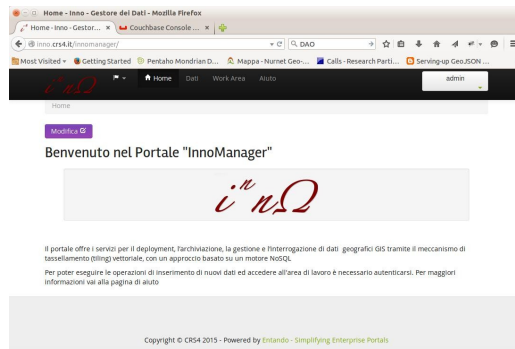 Home - Inno - Gestore dei Dati - Mozilla Firefox
Home - Inno - Gestor... × Couchbase Console ... ×
inno.crs4.it/innomanager/ DAO
Most Visited Getting Started Pentaho Mondrian D... Mappa - Nurnet Geo-... Calls - Research Parti... Serving-up GeoJSON ...
Home Dati Work Area Aiuto admin
Home
Modifica
Benvenuto nel Portale "InnoManager"
i^n nΩ
Il portale offre i servizi per il deployment, l'archiviazione, la gestione e l'interrogazione di dati geografici GIS tramite il meccanismo di
tassellamento (tiling) vettoriale, con un approccio basato su un motore NoSQL
Per poter eseguire le operazioni di inserimento di nuovi dati ed accedere all'area di lavoro è necessario autenticarsi. Per maggiori
informazioni vai alla pagina di aiuto
Copyright © CRS4 2015 - Powered by Entando - Simplifying Enterprise Portals